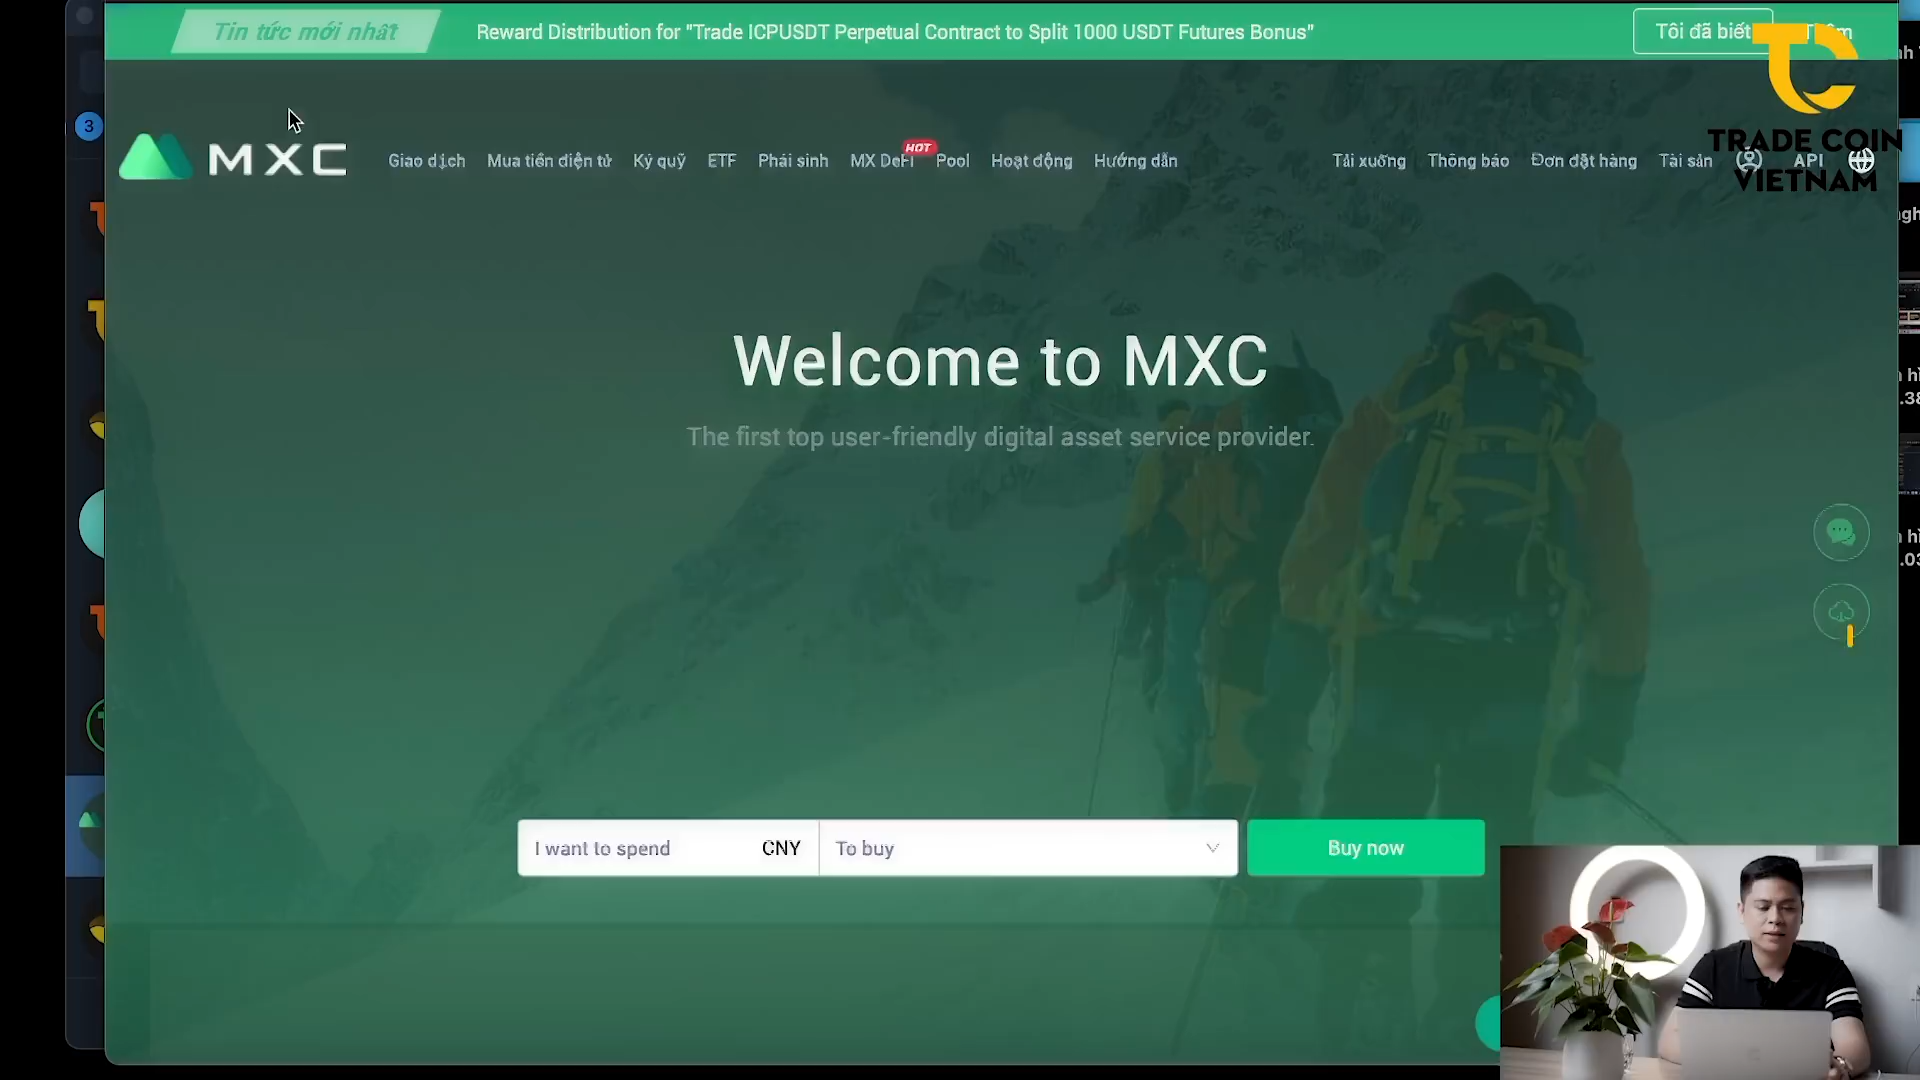 Tin tức mới nhất
Reward Distribution for "Trade ICPUSDT Perpetual Contract to Split 1000 USDT Futures Bonus"
Tôi đã biết
TRADE COIN
VIETNAM
3
MXC
Giao dịch
Mua tiền điện tử
Ký quỹ
ETF
Phái sinh
MX DeFi
HOT
Pool
Hoạt động
Hướng dẫn
Tải xuống
Thông báo
Đơn đặt hàng
Tài sản
API
Welcome to MXC
The first top user-friendly digital asset service provider.
I want to spend
CNY
To buy
Buy now